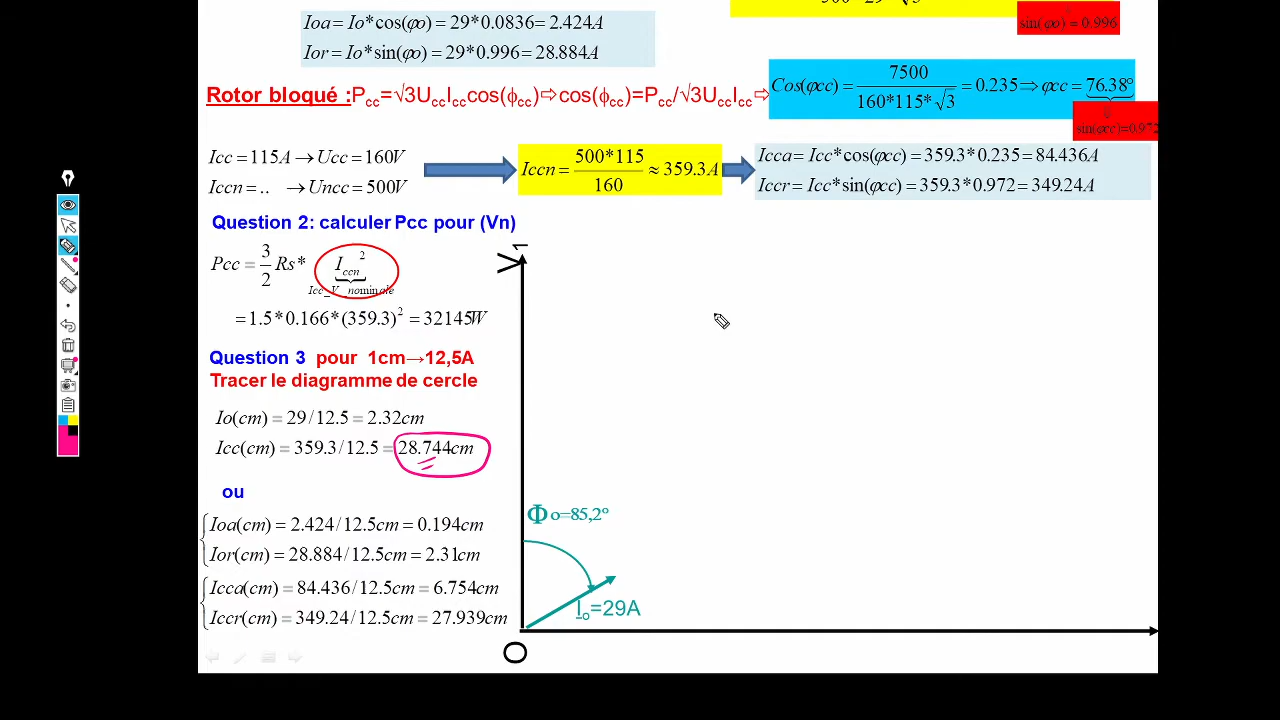 Ioa = Io*cos(φo) = 29*0.0836 = 2.424A
Ior = Io*sin(φo) = 29*0.996 = 28.884A
sin(φo) = 0.996
Rotor bloqué :Pcc=√3UccIcccos(ϕcc)⇨cos(ϕcc)=Pcc/√3UccIcc⇨
Cos(φcc) = 7500 / 160*115*√3 = 0.235 ⇒ φcc = 76.38°
sin(φcc)=0.972
Icc = 115A → Ucc = 160V
Iccn = .. → Uncc = 500V
Iccn = 500*115 / 160 ≈ 359.3A
Icca = Icc*cos(φcc) = 359.3*0.235 = 84.436A
Iccr = Icc*sin(φcc) = 359.3*0.972 = 349.24A
Question 2: calculer Pcc pour (Vn)
Pcc = 3/2 Rs* Iccn²
Icc_V_nominale
= 1.5*0.166*(359.3)² = 32145W
Question 3 pour 1cm→12,5A
Tracer le diagramme de cercle
Io(cm) = 29/12.5 = 2.32cm
Icc(cm) = 359.3/12.5 = 28.744cm
ou
Ioa(cm) = 2.424/12.5cm = 0.194cm
Ior(cm) = 28.884/12.5cm = 2.31cm
Icca(cm) = 84.436/12.5cm = 6.754cm
Iccr(cm) = 349.24/12.5cm = 27.939cm
V1
Φo=85,2°
Io=29A
O